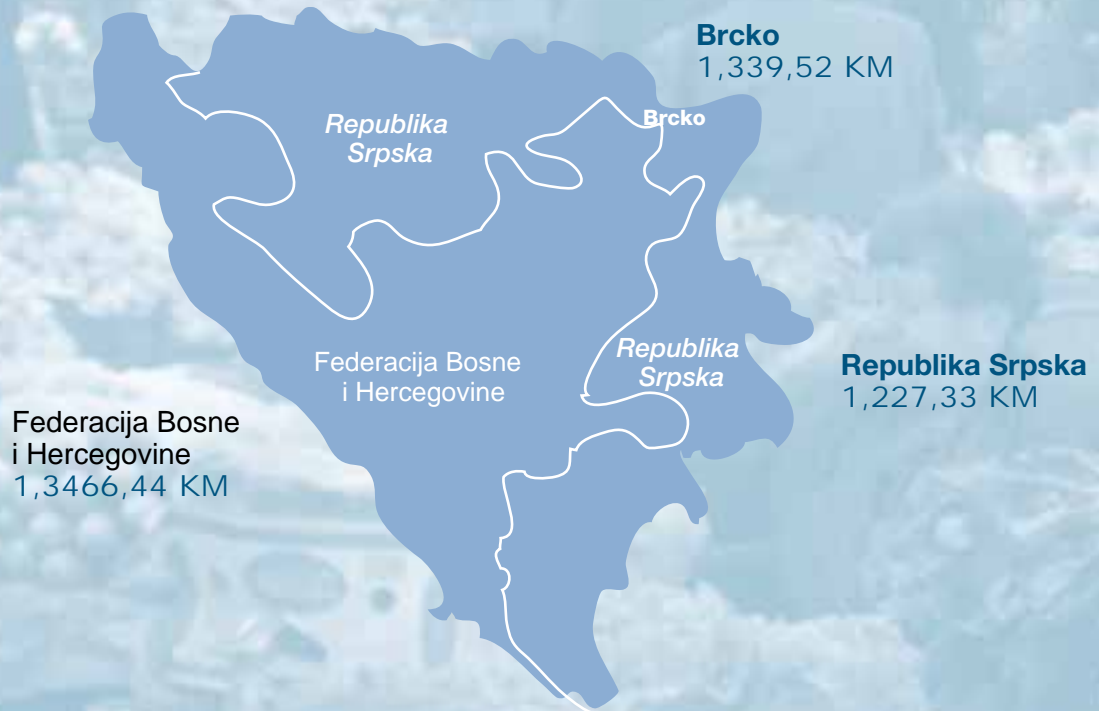 Brcko
1,339,52 KM
Brcko
Republika
Srpska
Federacija Bosne
i Hercegovine
Republika
Srpska
Republika Srpska
1,227,33 KM
Federacija Bosne
i Hercegovine
1,3466,44 KM